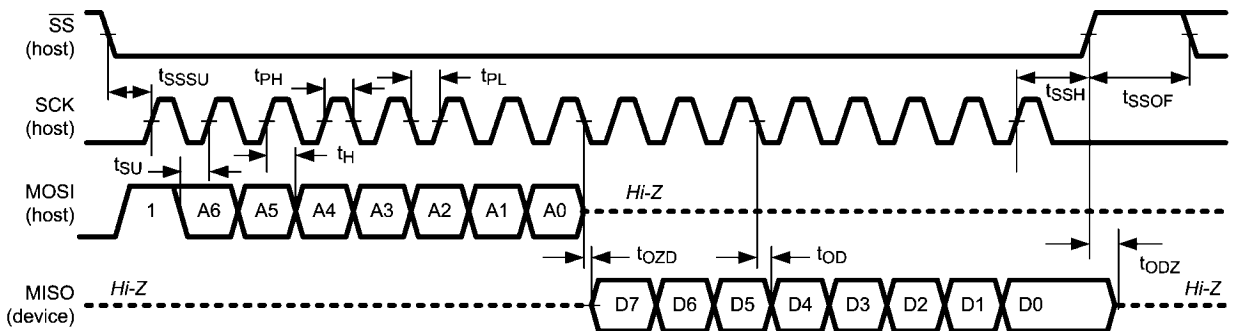 SS
(host)
tSSSU tPH tPL tSSH tSSOF
SCK
(host)
tSU tH
MOSI
(host)
1 A6 A5 A4 A3 A2 A1 A0 Hi-Z
tOZD tOD tODZ
MISO
(device)
Hi-Z D7 D6 D5 D4 D3 D2 D1 D0 Hi-Z